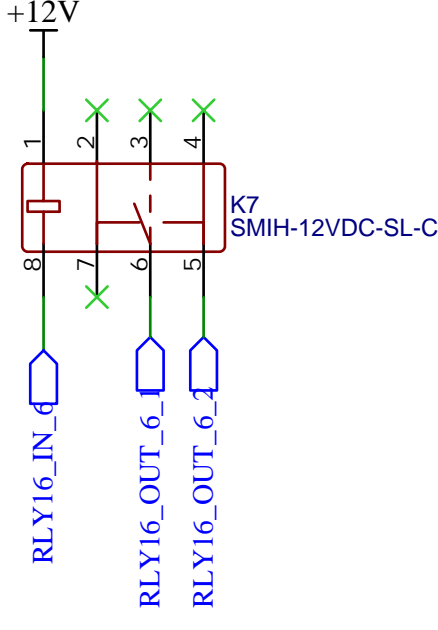 +12V
1
2
3
4
K7
SMIH-12VDC-SL-C
8
7
6
5
RLY16_IN_6
RLY16_OUT_6_1
RLY16_OUT_6_2